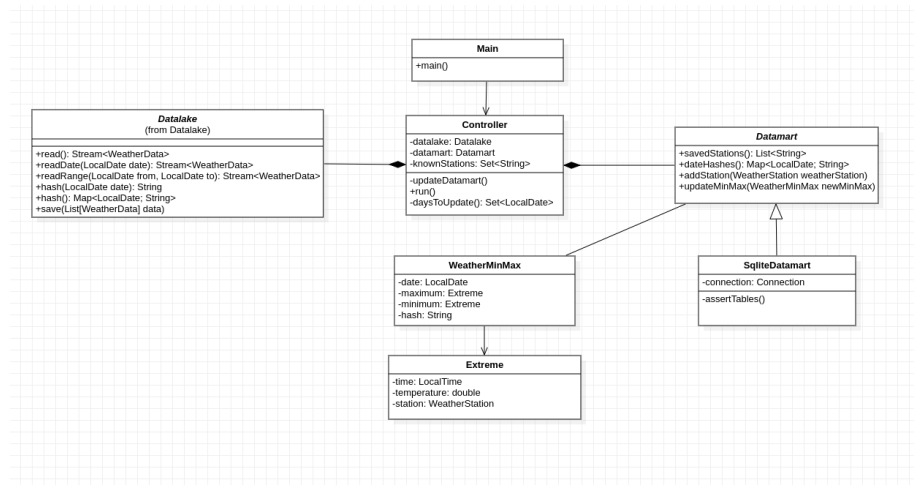 Main
+main()
Datalake
(from Datalake)
+read(): Stream<WeatherData>
+readDate(LocalDate date): Stream<WeatherData>
+readRange(LocalDate from, LocalDate to): Stream<WeatherData>
+hash(LocalDate date): String
+hash(): Map<LocalDate; String>
+save(List[WeatherData] data)
Controller
-datalake: Datalake
-datamart: Datamart
-knownStations: Set<String>
-updateDatamart()
+run()
-daysToUpdate(): Set<LocalDate>
Datamart
+savedStations(): List<String>
+dateHashes(): Map<LocalDate; String>
+addStation(WeatherStation weatherStation)
+updateMinMax(WeatherMinMax newMinMax)
WeatherMinMax
-date: LocalDate
-maximum: Extreme
-minimum: Extreme
-hash: String
SqliteDatamart
-connection: Connection
-assertTables()
Extreme
-time: LocalTime
-temperature: double
-station: WeatherStation